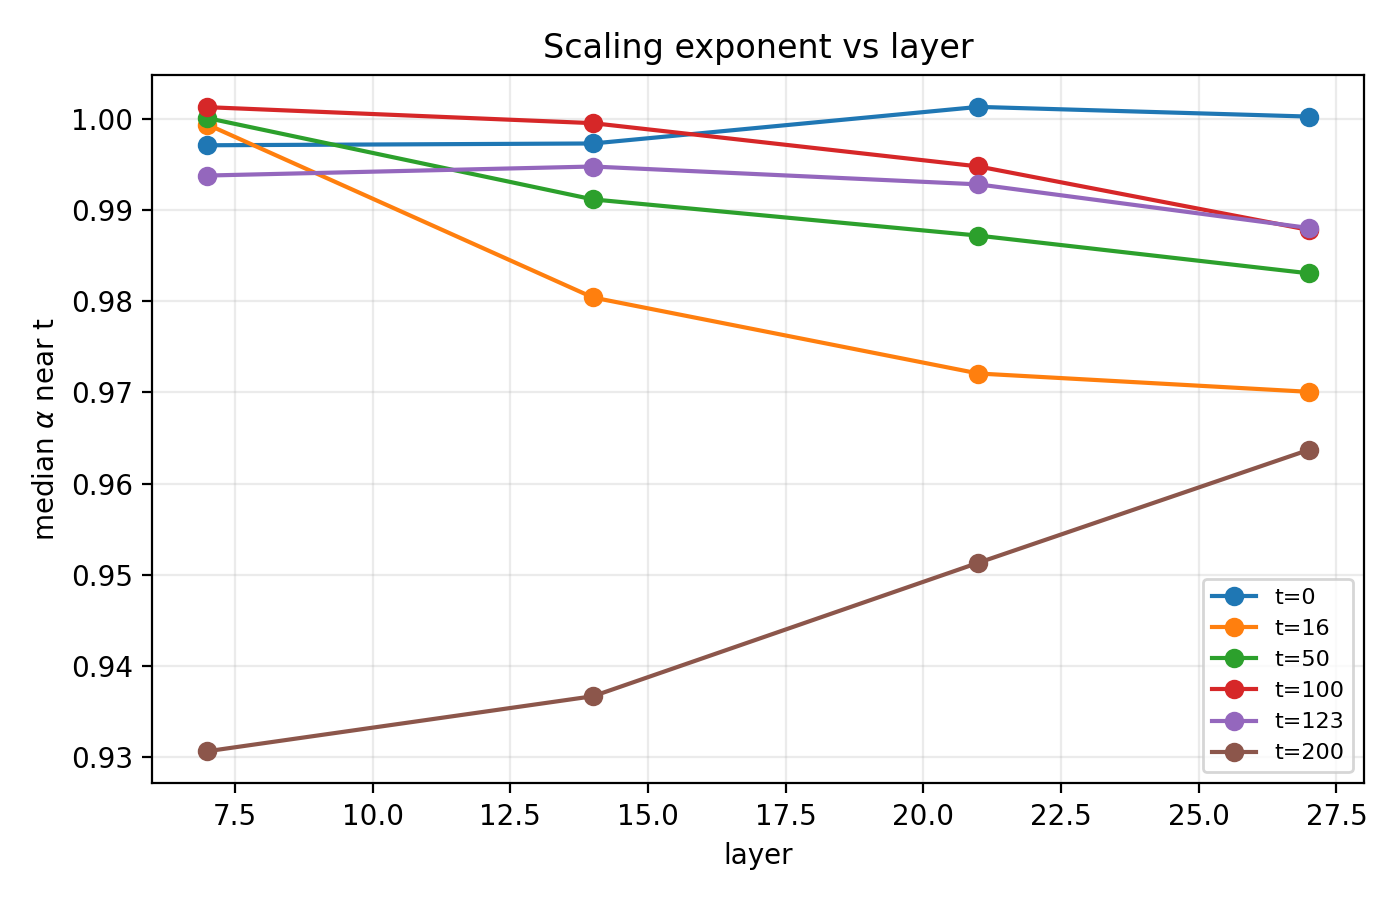 Scaling exponent vs layer
median α near t
1.00
0.99
0.98
0.97
0.96
0.95
0.94
0.93
t=0
t=16
t=50
t=100
t=123
t=200
7.5 10.0 12.5 15.0 17.5 20.0 22.5 25.0 27.5
layer